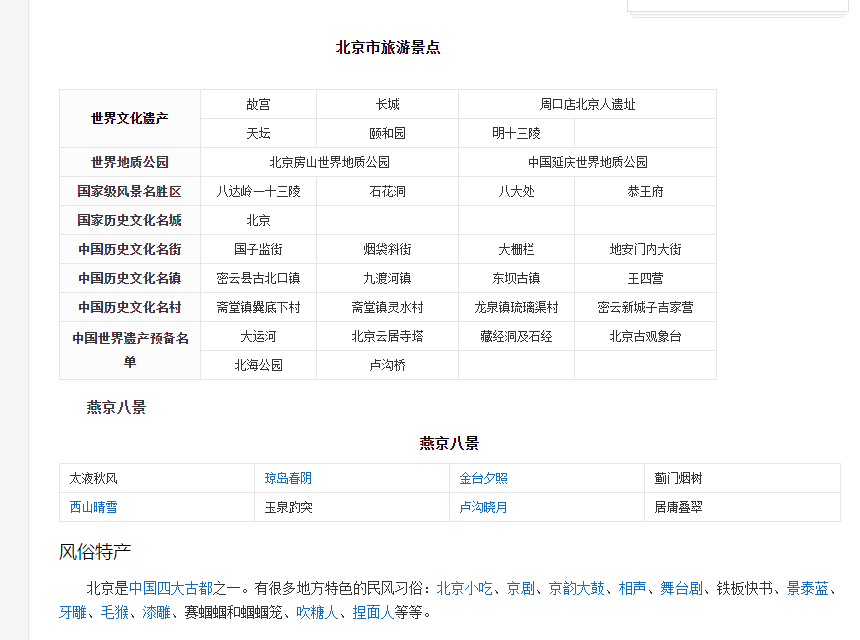 北京市旅游景点
世界文化遗产 故宫 长城 周口店北京人遗址
天坛 颐和园 明十三陵
世界地质公园 北京房山世界地质公园 中国延庆世界地质公园
国家级风景名胜区 八达岭一十三陵 石花洞 八大处 恭王府
国家历史文化名城 北京
中国历史文化名街 国子监街 烟袋斜街 大栅栏 地安门内大街
中国历史文化名镇 密云县古北口镇 九渡河镇 东坝古镇 王四营
中国历史文化名村 斋堂镇爨底下村 斋堂镇灵水村 龙泉镇琉璃渠村 密云新城子吉家营
中国世界遗产预备名单 大运河 北京云居寺塔 藏经洞及石经 北京古观象台
北海公园 卢沟桥
燕京八景
燕京八景
太液秋风 琼岛春阴 金台夕照 蓟门烟树
西山晴雪 玉泉趵突 卢沟晓月 居庸叠翠
风俗特产
北京是中国四大古都之一。有很多地方特色的民风习俗：北京小吃、京剧、京韵大鼓、相声、舞台剧、铁板快书、景泰蓝、
牙雕、毛猴、漆雕、赛蝈蝈和蝈蝈笼、吹糖人、捏面人等等。